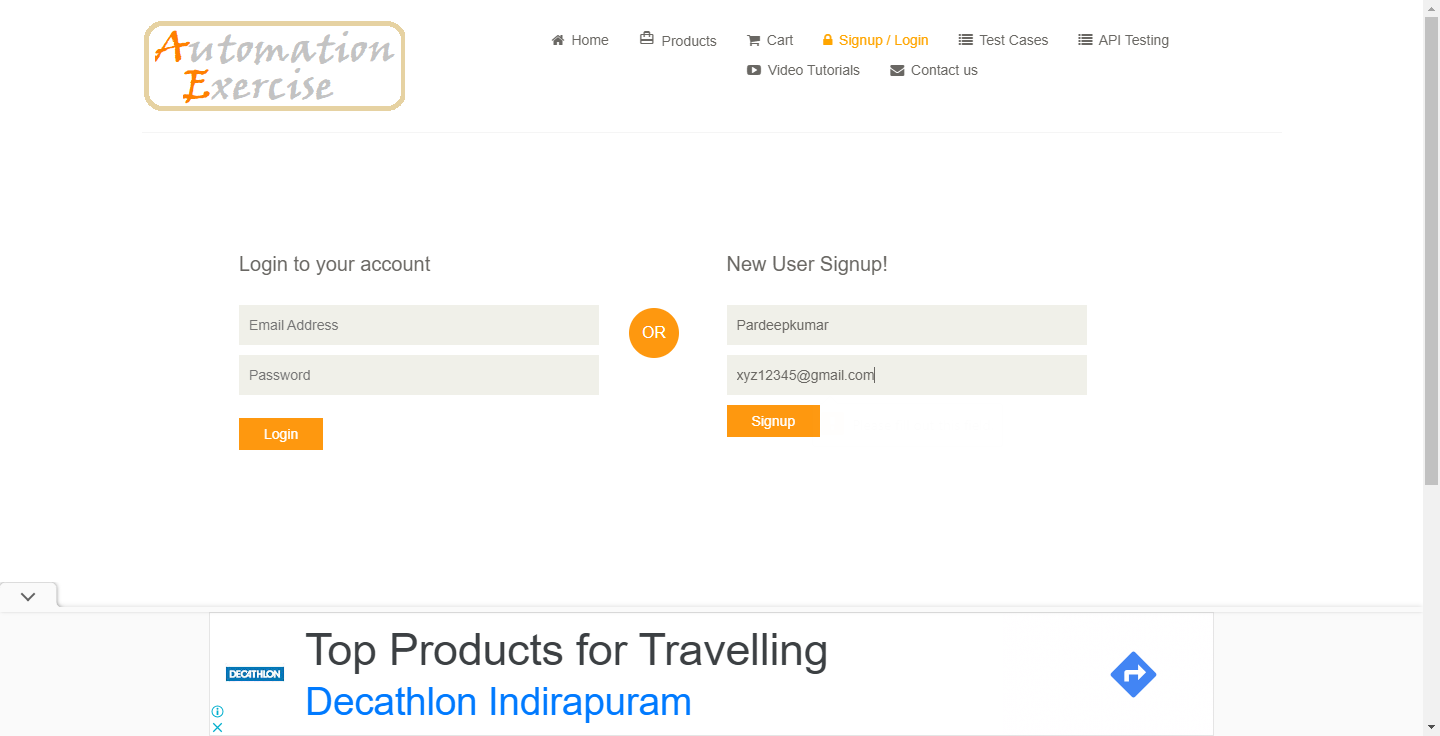 Automation
Exercise
Home
Products
Cart
Signup / Login
Test Cases
API Testing
Video Tutorials
Contact us
Login to your account
Email Address
Password
Login
OR
New User Signup!
Pardeepkumar
xyz12345@gmail.com
Signup
DECATHLON
Top Products for Travelling
Decathlon Indirapuram